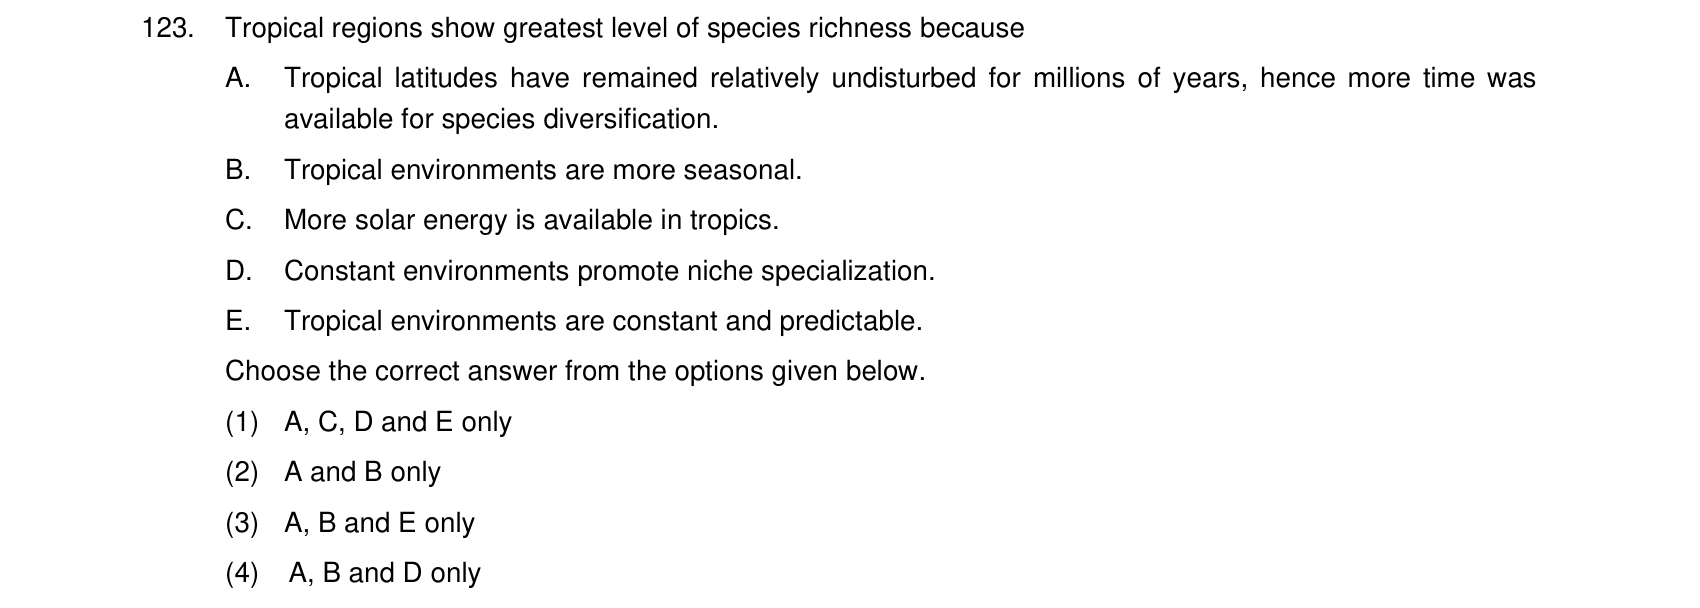 123. Tropical regions show greatest level of species richness because
A. Tropical latitudes have remained relatively undisturbed for millions of years, hence more time was
available for species diversification.
B. Tropical environments are more seasonal.
C. More solar energy is available in tropics.
D. Constant environments promote niche specialization.
E. Tropical environments are constant and predictable.
Choose the correct answer from the options given below.
(1) A, C, D and E only
(2) A and B only
(3) A, B and E only
(4) A, B and D only